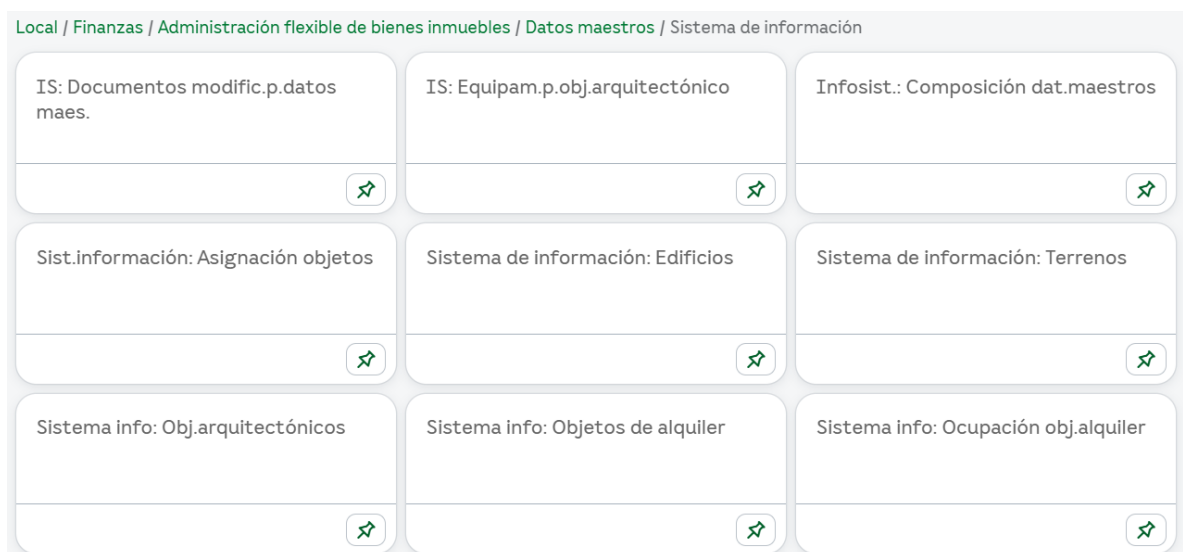 Local / Finanzas / Administración flexible de bienes inmuebles / Datos maestros / Sistema de información
IS: Documentos modific.p.datos
maes.
IS: Equipam.p.obj.arquitectónico
Infosist.: Composición dat.maestros
Sist.información: Asignación objetos
Sistema de información: Edificios
Sistema de información: Terrenos
Sistema info: Obj.arquitectónicos
Sistema info: Objetos de alquiler
Sistema info: Ocupación obj.alquiler